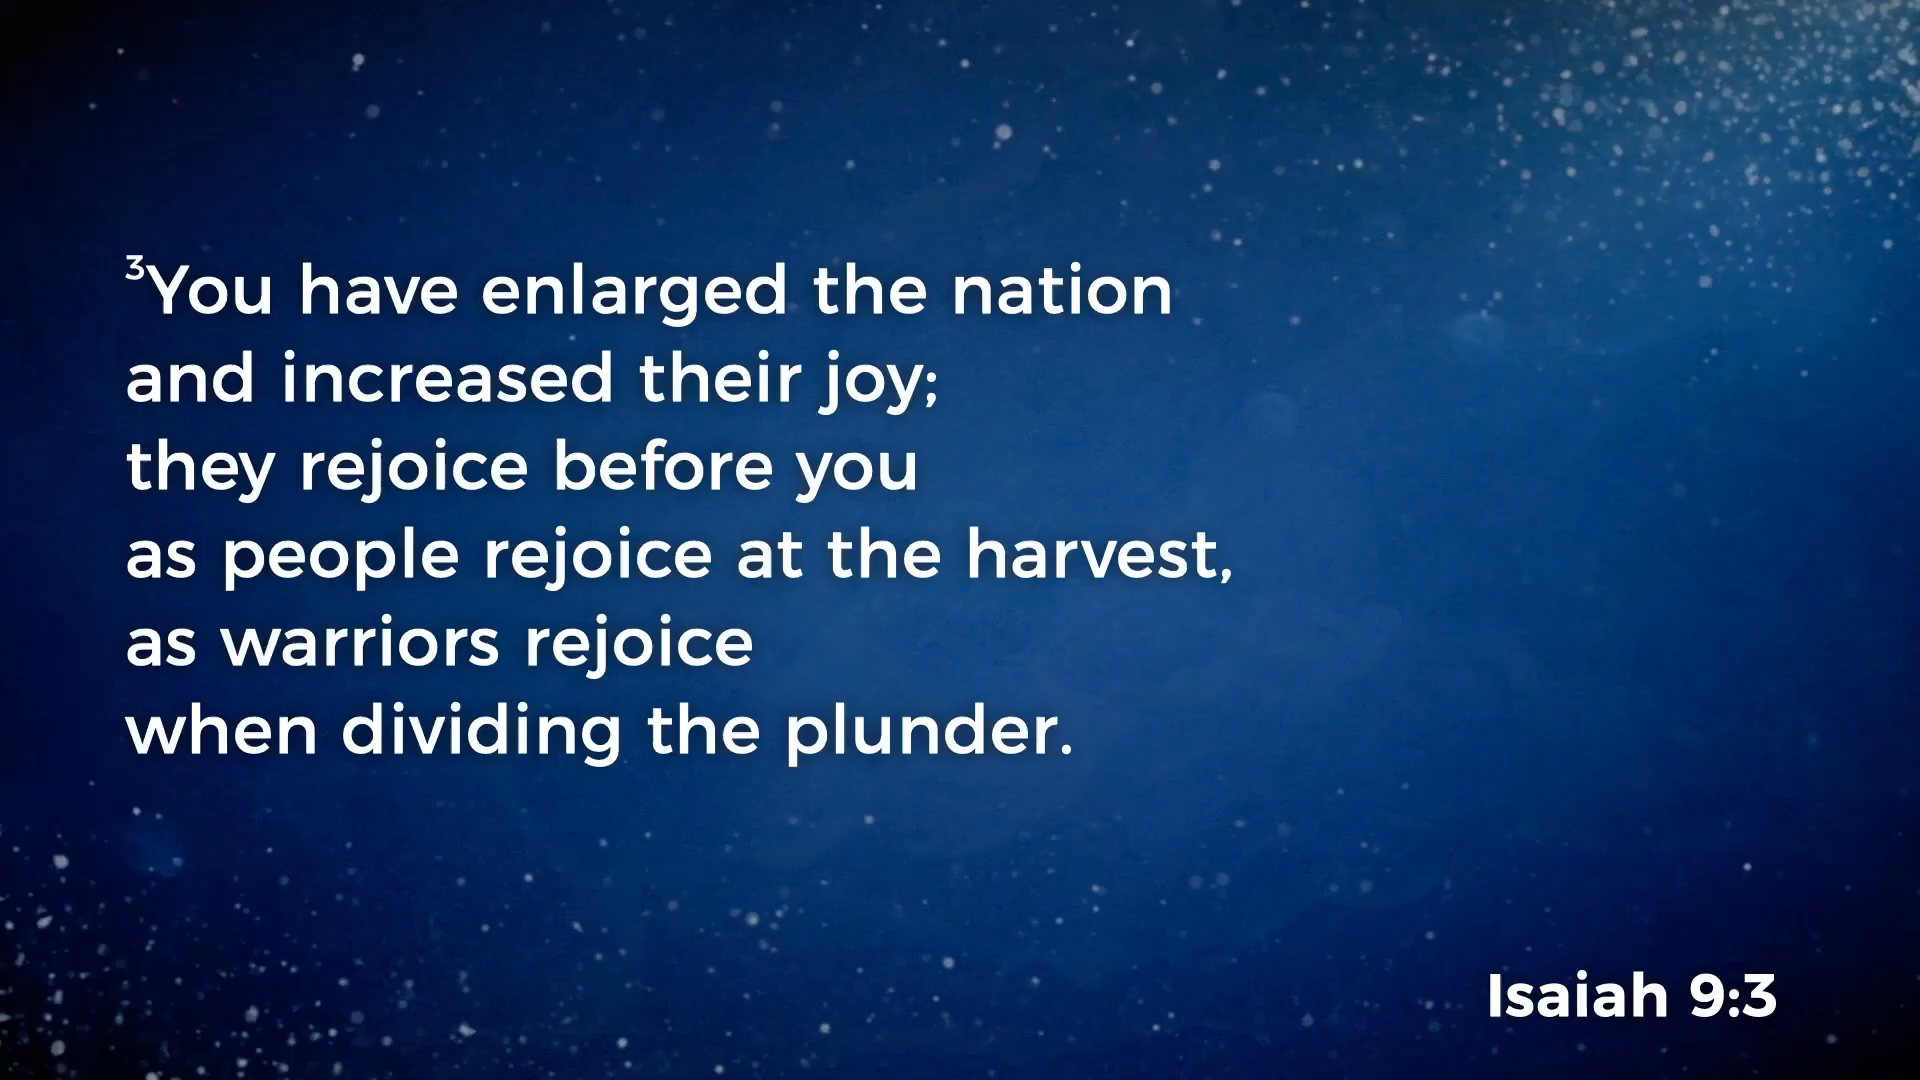 ³You have enlarged the nation
and increased their joy;
they rejoice before you
as people rejoice at the harvest,
as warriors rejoice
when dividing the plunder.
Isaiah 9:3